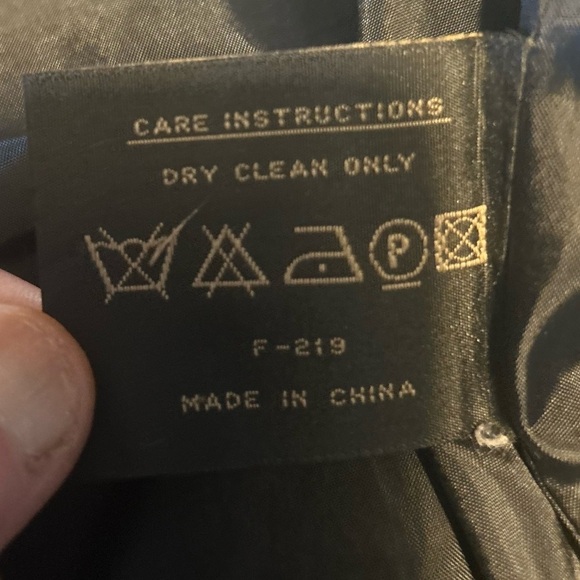 CARE INSTRUCTIONS
DRY CLEAN ONLY
P
F-219
MADE IN CHINA